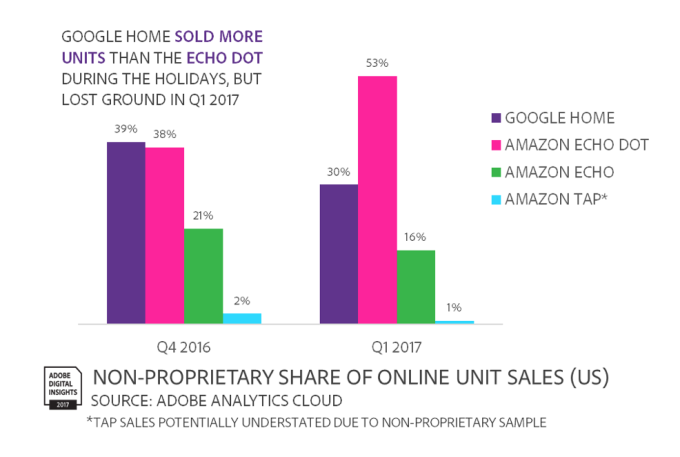 GOOGLE HOME SOLD MORE
UNITS THAN THE ECHO DOT
DURING THE HOLIDAYS, BUT
LOST GROUND IN Q1 2017
53%
39%
38%
30%
21%
16%
2%
1%
GOOGLE HOME
AMAZON ECHO DOT
AMAZON ECHO
AMAZON TAP*
Q4 2016
Q1 2017
ADOBE
DIGITAL
INSIGHTS
2017
NON-PROPRIETARY SHARE OF ONLINE UNIT SALES (US)
SOURCE: ADOBE ANALYTICS CLOUD
*TAP SALES POTENTIALLY UNDERSTATED DUE TO NON-PROPRIETARY SAMPLE